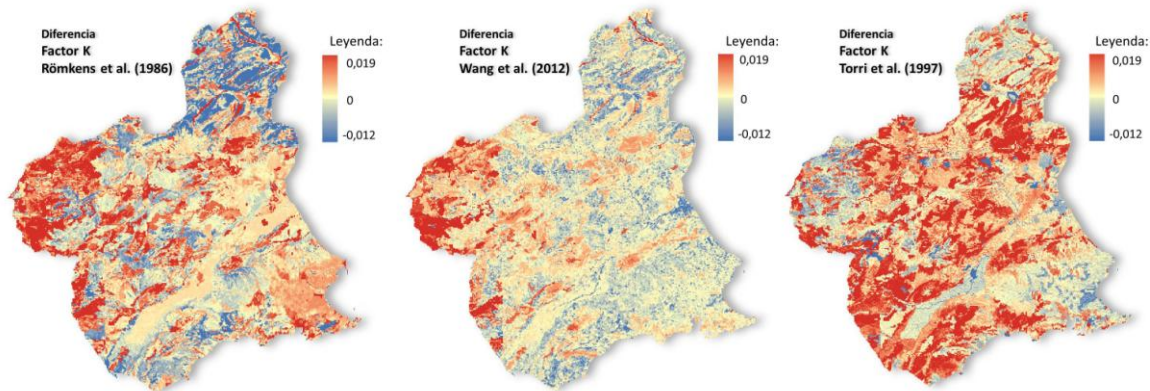 Diferencia
Factor K
Römkens et al. (1986)
Leyenda:
0,019
0
-0,012
Diferencia
Factor K
Wang et al. (2012)
Leyenda:
0,019
0
-0,012
Diferencia
Factor K
Torri et al. (1997)
Leyenda:
0,019
0
-0,012